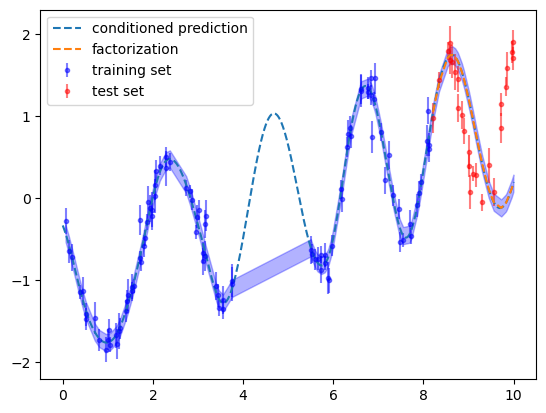 conditioned prediction
factorization
training set
test set
2
1
0
−1
−2
0 2 4 6 8 10